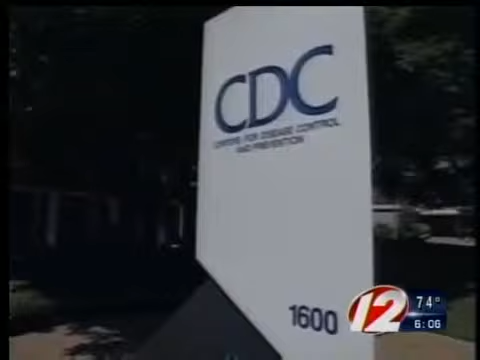 CDC
CENTERS FOR DISEASE CONTROL
AND PREVENTION
1600
12
74°
6:06